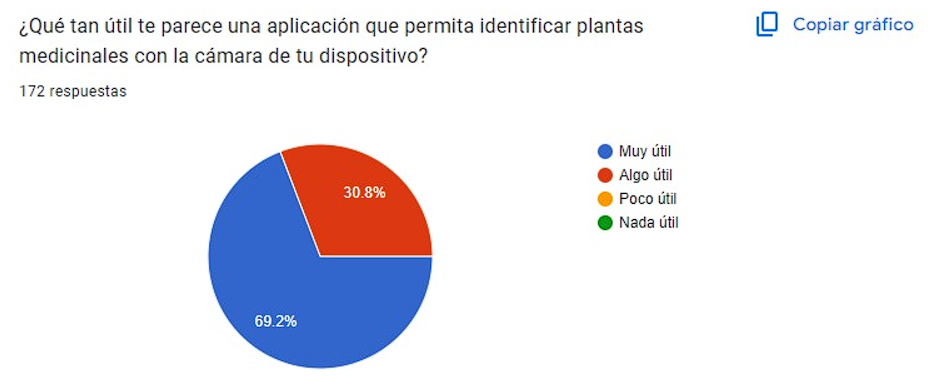 ¿Qué tan útil te parece una aplicación que permita identificar plantas
medicinales con la cámara de tu dispositivo?
Copiar gráfico
172 respuestas
Muy útil
Algo útil
Poco útil
Nada útil
30.8%
69.2%